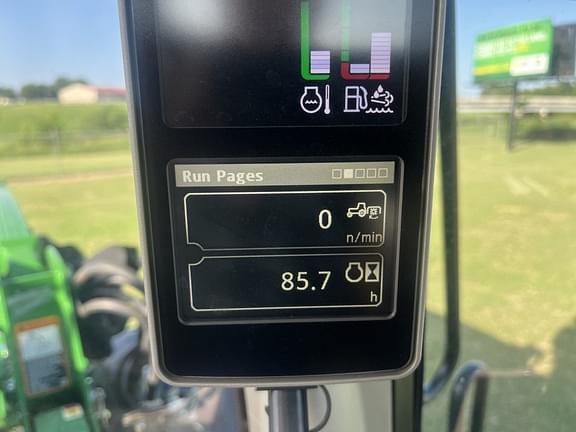 Run Pages
0
n/min
85.7
h